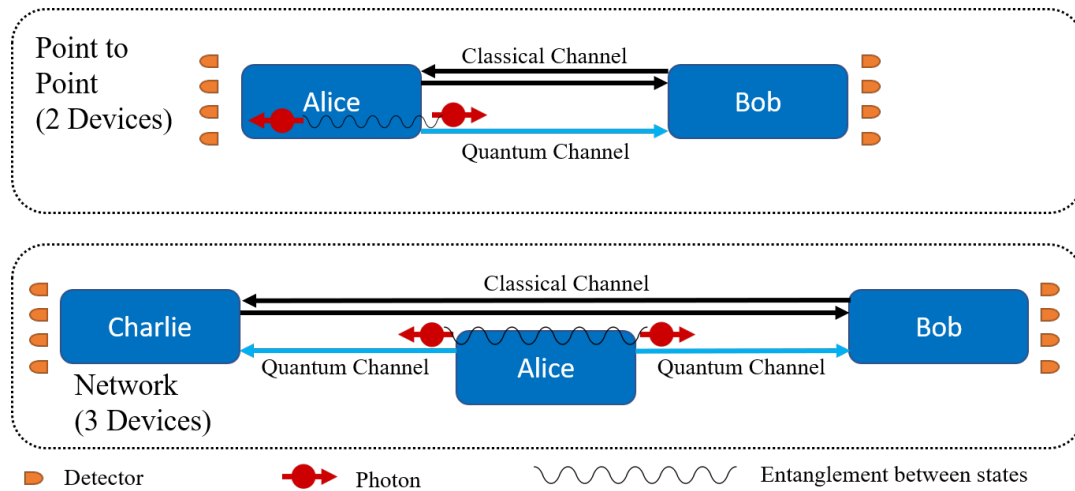 Point to
Point
(2 Devices)
Classical Channel
Alice
Bob
Quantum Channel
Classical Channel
Charlie
Bob
Quantum Channel
Alice
Quantum Channel
Network
(3 Devices)
Detector
Photon
Entanglement between states